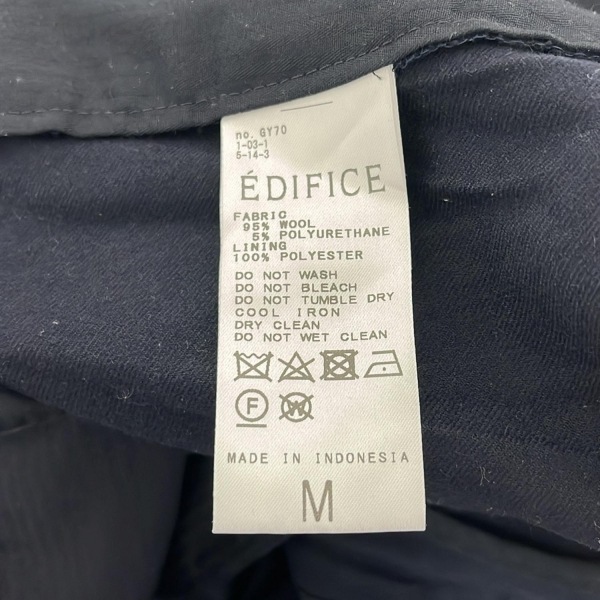 no. GY70
1-03-1
5-14-3
ÉDIFICE
FABRIC
95% WOOL
5% POLYURETHANE
LINING
100% POLYESTER
DO NOT WASH
DO NOT BLEACH
DO NOT TUMBLE DRY
COOL IRON
DRY CLEAN
DO NOT WET CLEAN
F W
MADE IN INDONESIA
M